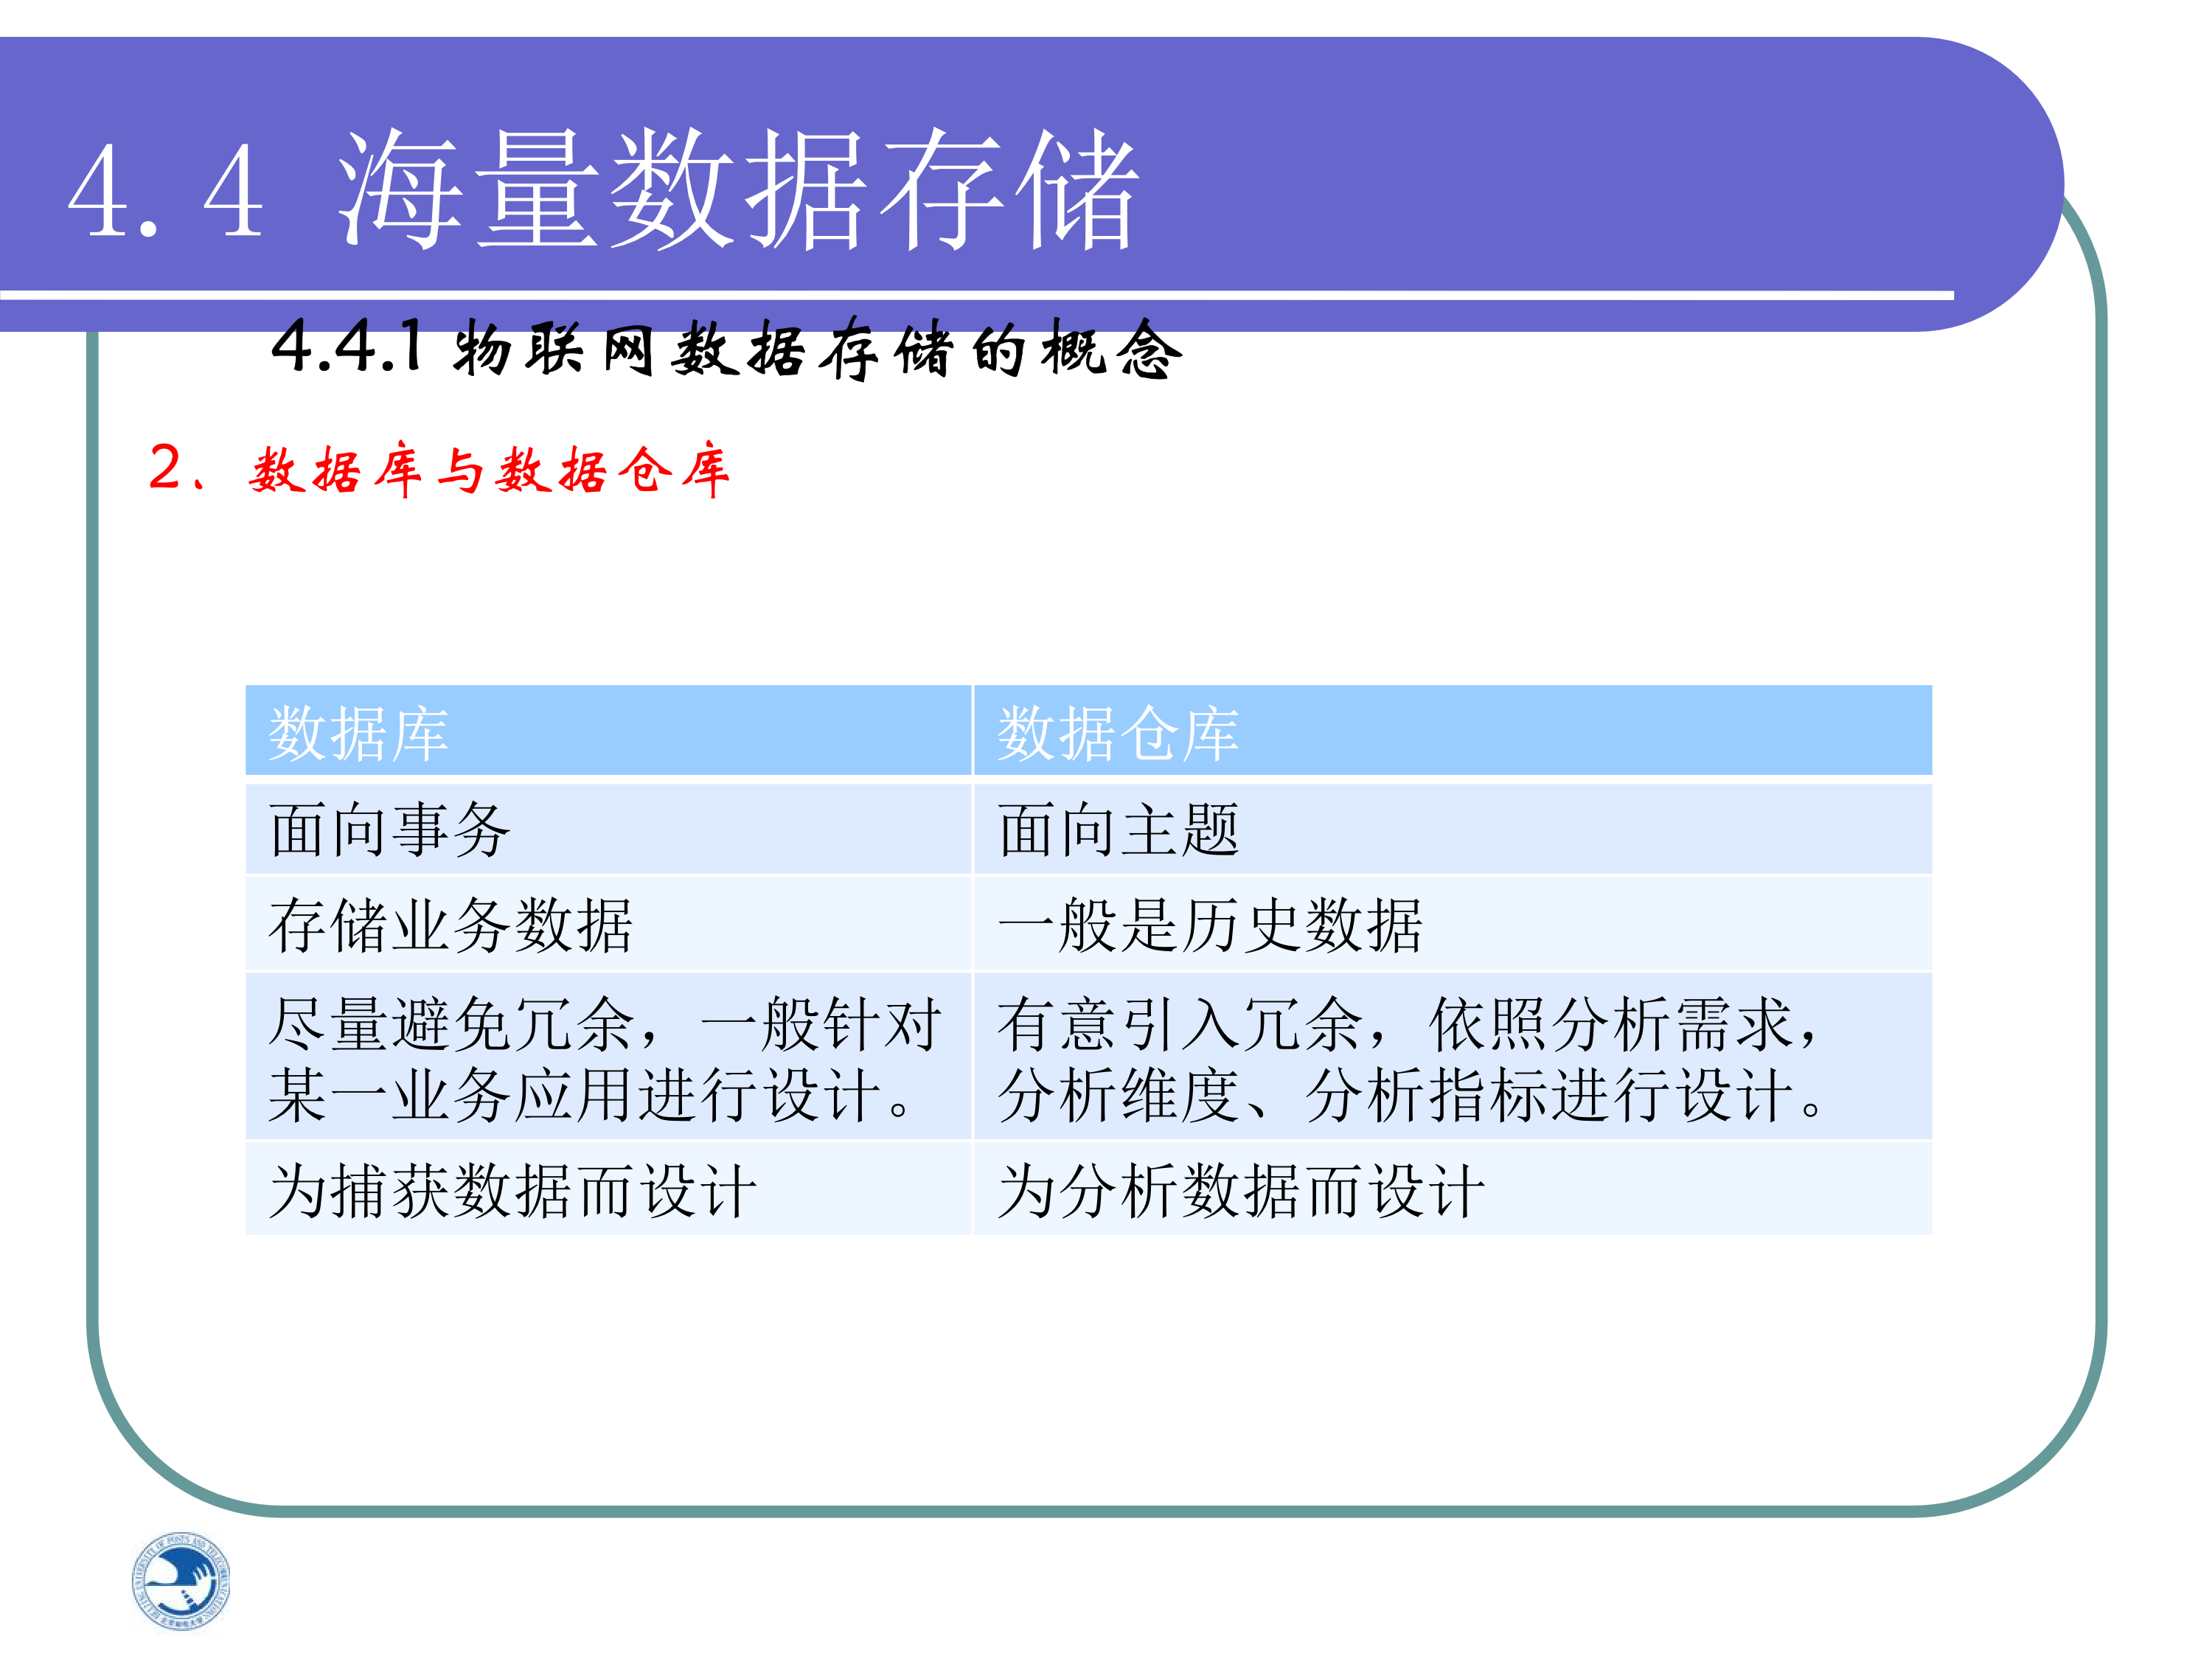 4.4 海量数据存储
4.4.1 物联网数据存储的概念
2. 数据库与数据仓库
数据库
数据仓库
面向事务
面向主题
存储业务数据
一般是历史数据
尽量避免冗余，一般针对
某一业务应用进行设计。
有意引入冗余，依照分析需求，
分析维度、分析指标进行设计。
为捕获数据而设计
为分析数据而设计